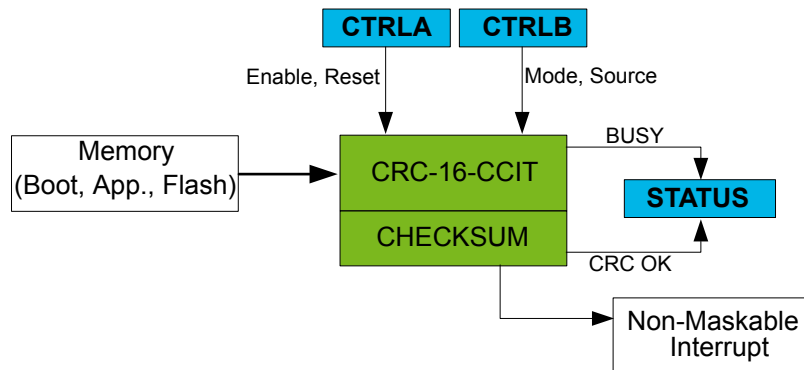 CTRLA
CTRLB
Enable, Reset
Mode, Source
Memory
(Boot, App., Flash)
CRC-16-CCIT
BUSY
STATUS
CHECKSUM
CRC OK
Non-Maskable
Interrupt